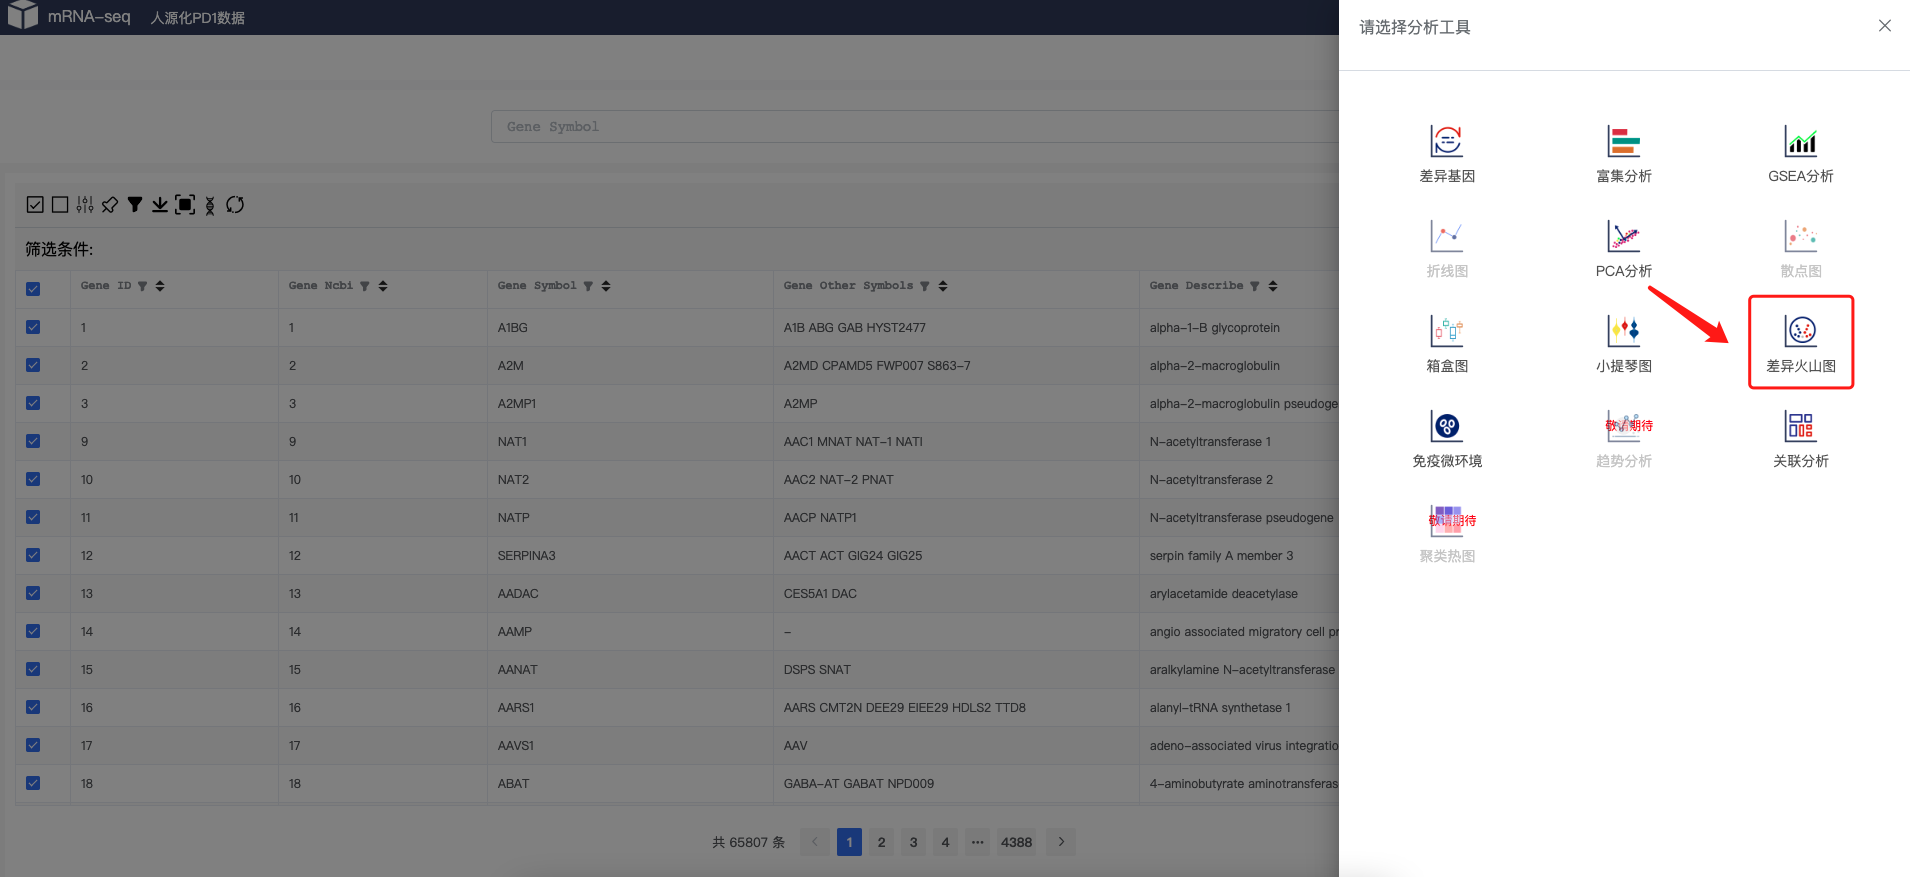 mRNA-seq 人源化PD1数据
请选择分析工具
Gene Symbol
差异基因 富集分析 GSEA分析
折线图 PCA分析 散点图
箱盒图 小提琴图 差异火山图
敬请期待
免疫微环境 趋势分析 关联分析
敬请期待
聚类热图
筛选条件:
Gene ID Gene Ncbi Gene Symbol Gene Other Symbols Gene Describe
1 1 A1BG A1B ABG GAB HYST2477 alpha-1-B glycoprotein
2 2 A2M A2MD CPAMD5 FWP007 S863-7 alpha-2-macroglobulin
3 3 A2MP1 A2MP alpha-2-macroglobulin pseudoge
9 9 NAT1 AAC1 MNAT NAT-1 NATI N-acetyltransferase 1
10 10 NAT2 AAC2 NAT-2 PNAT N-acetyltransferase 2
11 11 NATP AACP NATP1 N-acetyltransferase pseudogene
12 12 SERPINA3 AACT ACT GIG24 GIG25 serpin family A member 3
13 13 AADAC CES5A1 DAC arylacetamide deacetylase
14 14 AAMP - angio associated migratory cell pr
15 15 AANAT DSPS SNAT aralkylamine N-acetyltransferase
16 16 AARS1 AARS CMT2N DEE29 EIEE29 HDLS2 TTD8 alanyl-tRNA synthetase 1
17 17 AAVS1 AAV adeno-associated virus integratio
18 18 ABAT GABA-AT GABAT NPD009 4-aminobutyrate aminotransferas
共 65807 条 < 1 2 3 4 ··· 4388 >